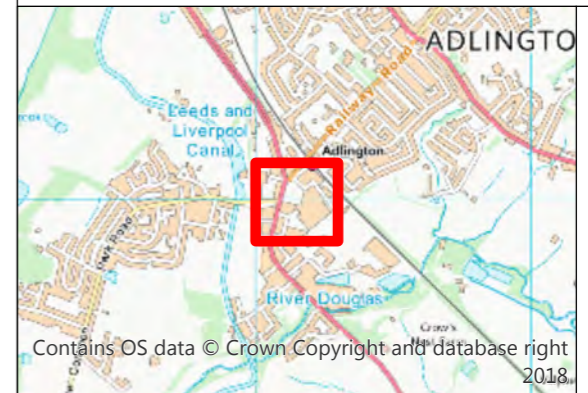 ADLINGTO
Railway Road
Leeds and
Liverpool
Canal
Adlington
River Douglas
Crow's
Contains OS data © Crown Copyright and database right
2018